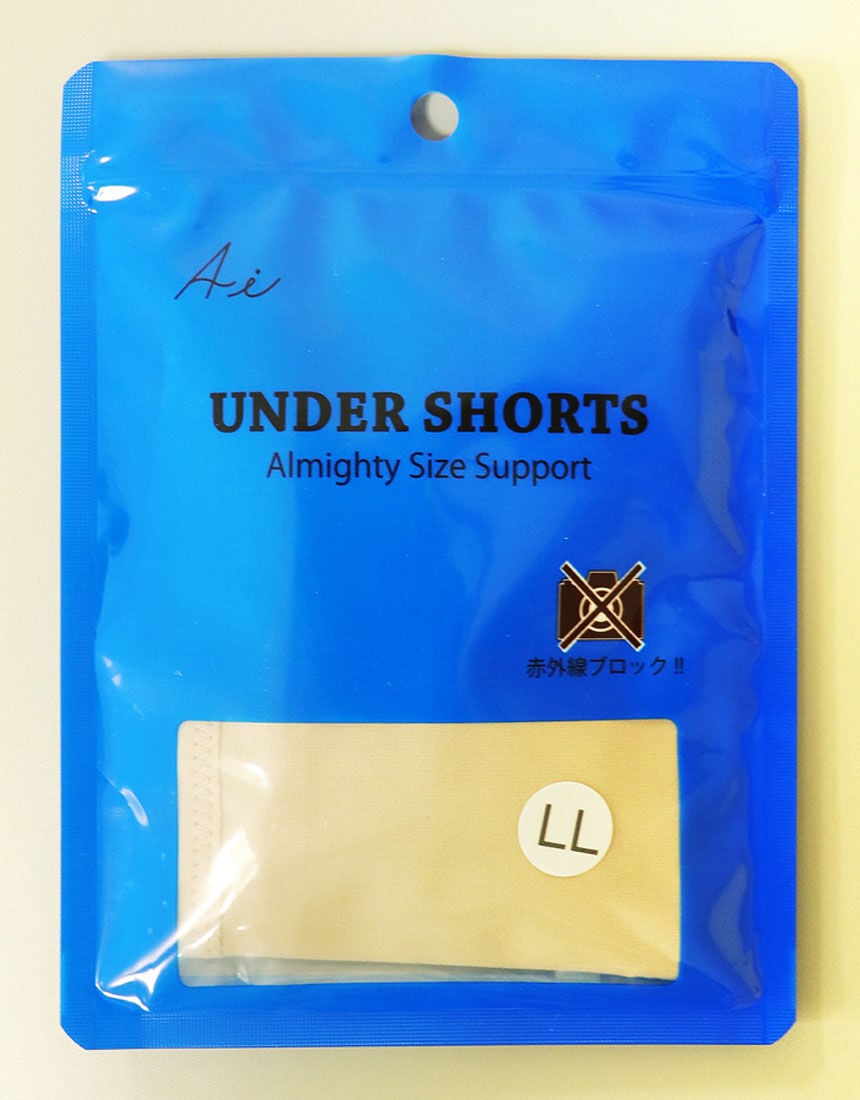 Ai
UNDER SHORTS
Almighty Size Support
赤外線ブロック!!
LL